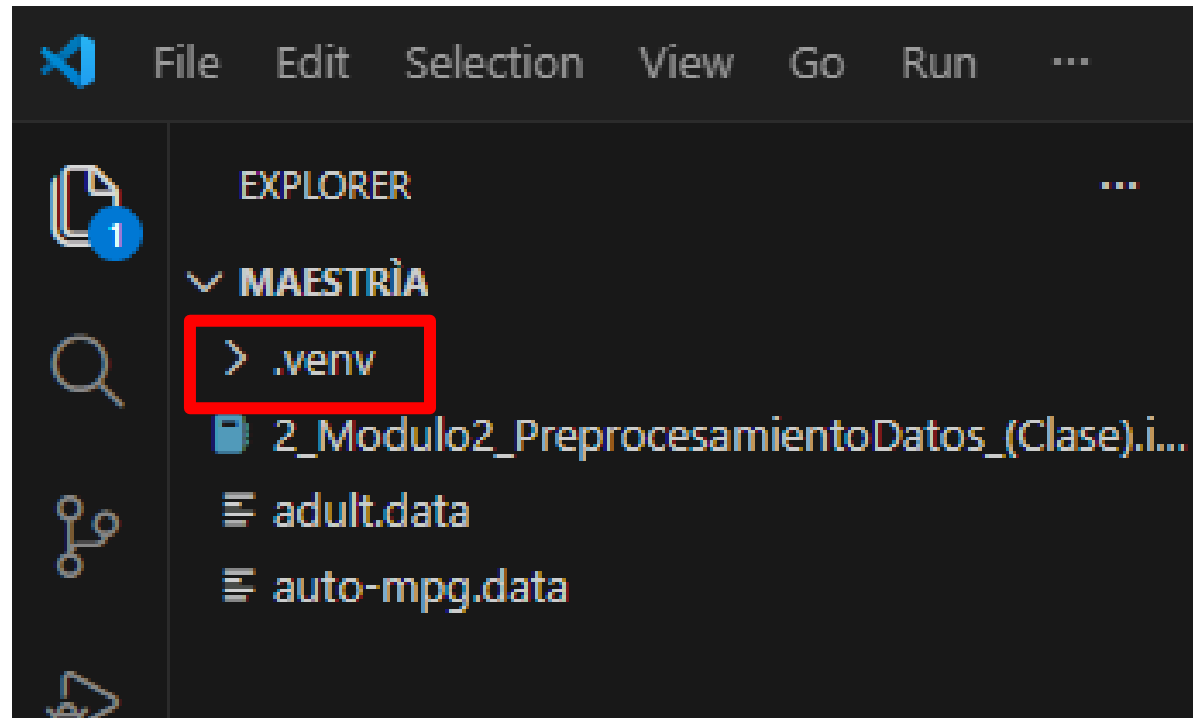 File Edit Selection View Go Run ...
EXPLORER ...
1
MAESTRÌA
.venv
2_Modulo2_PreprocesamientoDatos_(Clase).i...
adult.data
auto-mpg.data